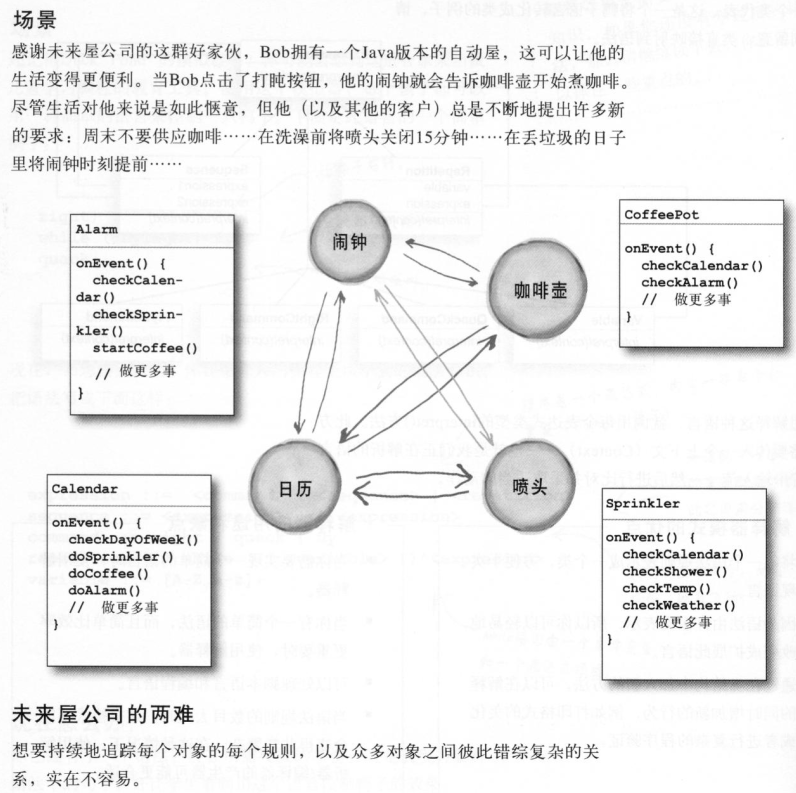 场景
感谢未来屋公司的这群好家伙，Bob拥有一个Java版本的自动屋，这可以让他的
生活变得更便利。当Bob点击了打盹按钮，他的闹钟就会告诉咖啡壶开始煮咖啡。
尽管生活对他来说是如此惬意，但他（以及其他的客户）总是不断地提出许多新
的要求：周末不要供应咖啡……在洗澡前将喷头关闭15分钟……在丢垃圾的日子
里将闹钟时刻提前……
Alarm
onEvent() {
checkCalen-
dar()
checkSprin-
kler()
startCoffee()
// 做更多事
}
闹钟
咖啡壶
CoffeePot
onEvent() {
checkCalendar()
checkAlarm()
// 做更多事
}
日历
喷头
Calendar
onEvent() {
checkDayOfWeek()
doSprinkler()
doCoffee()
doAlarm()
// 做更多事
}
Sprinkler
onEvent() {
checkCalendar()
checkShower()
checkTemp()
checkWeather()
// 做更多事
}
未来屋公司的两难
想要持续地追踪每个对象的每个规则，以及众多对象之间彼此错综复杂的关
系，实在不容易。